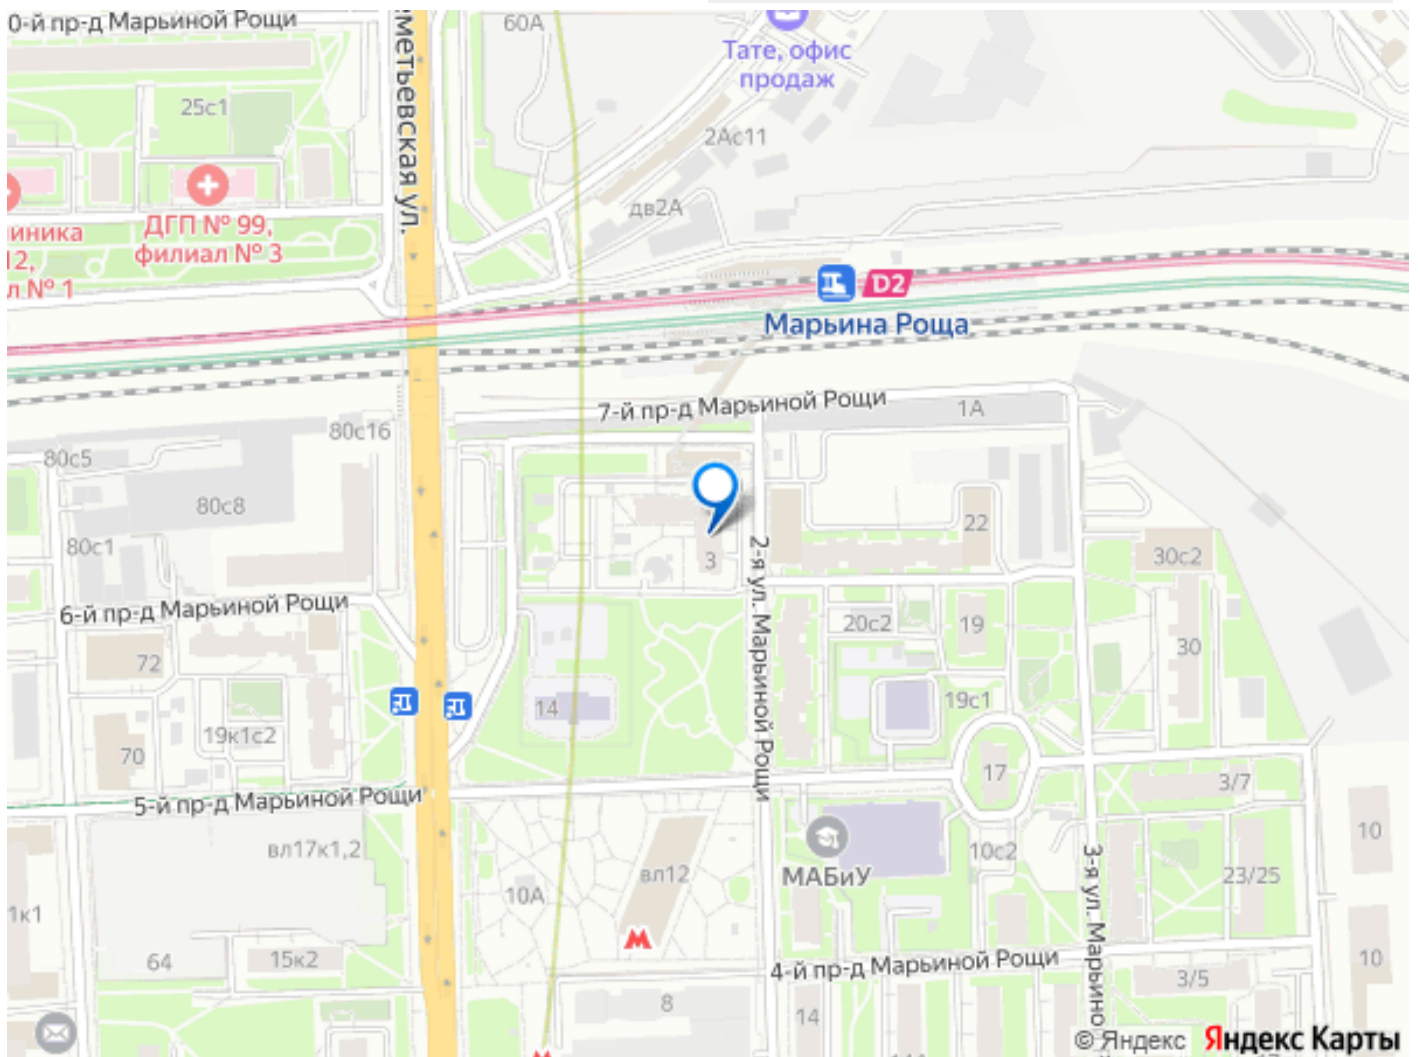 0-й пр-д Марьиной Рощи
60А
Тате, офис
продаж
25с1
метьевская ул.
2Ас11
дв2А
ДГП № 99,
филиал № 3
иника
12,
л № 1
D2
Марьина Роща
7-й пр-д Марьиной Рощи
1А
80с16
80с5
80с8
80с1
22
3
2-я ул. Марьиной Рощи
30с2
6-й пр-д Марьиной Рощи
20с2
19
30
72
14
19с1
19к1с2
70
17
3/7
5-й пр-д Марьиной Рощи
вл17к1,2
10
МАБиУ
10с2
вл12
10А
23/25
3-я ул. Марьино
1к1
64
15к2
4-й пр-д Марьиной Рощи
10
3/5
8
14
© Яндекс Яндекс Карты